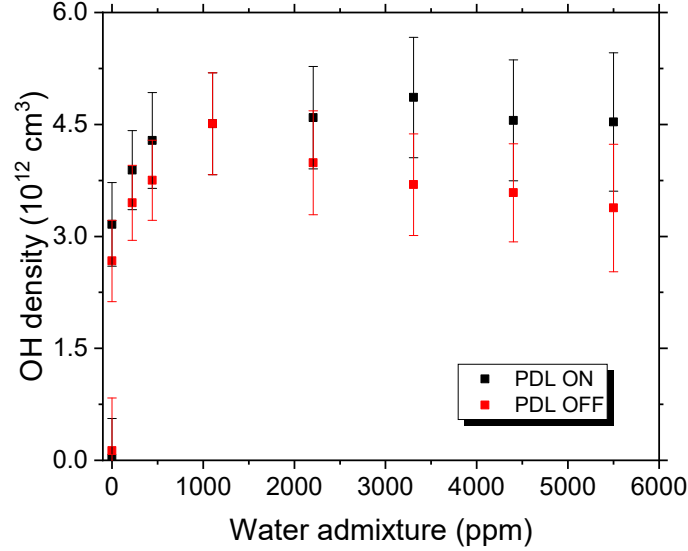 6.0
4.5
3.0
1.5
0.0
OH density (10¹² cm³)
PDL ON
PDL OFF
0 1000 2000 3000 4000 5000 6000
Water admixture (ppm)